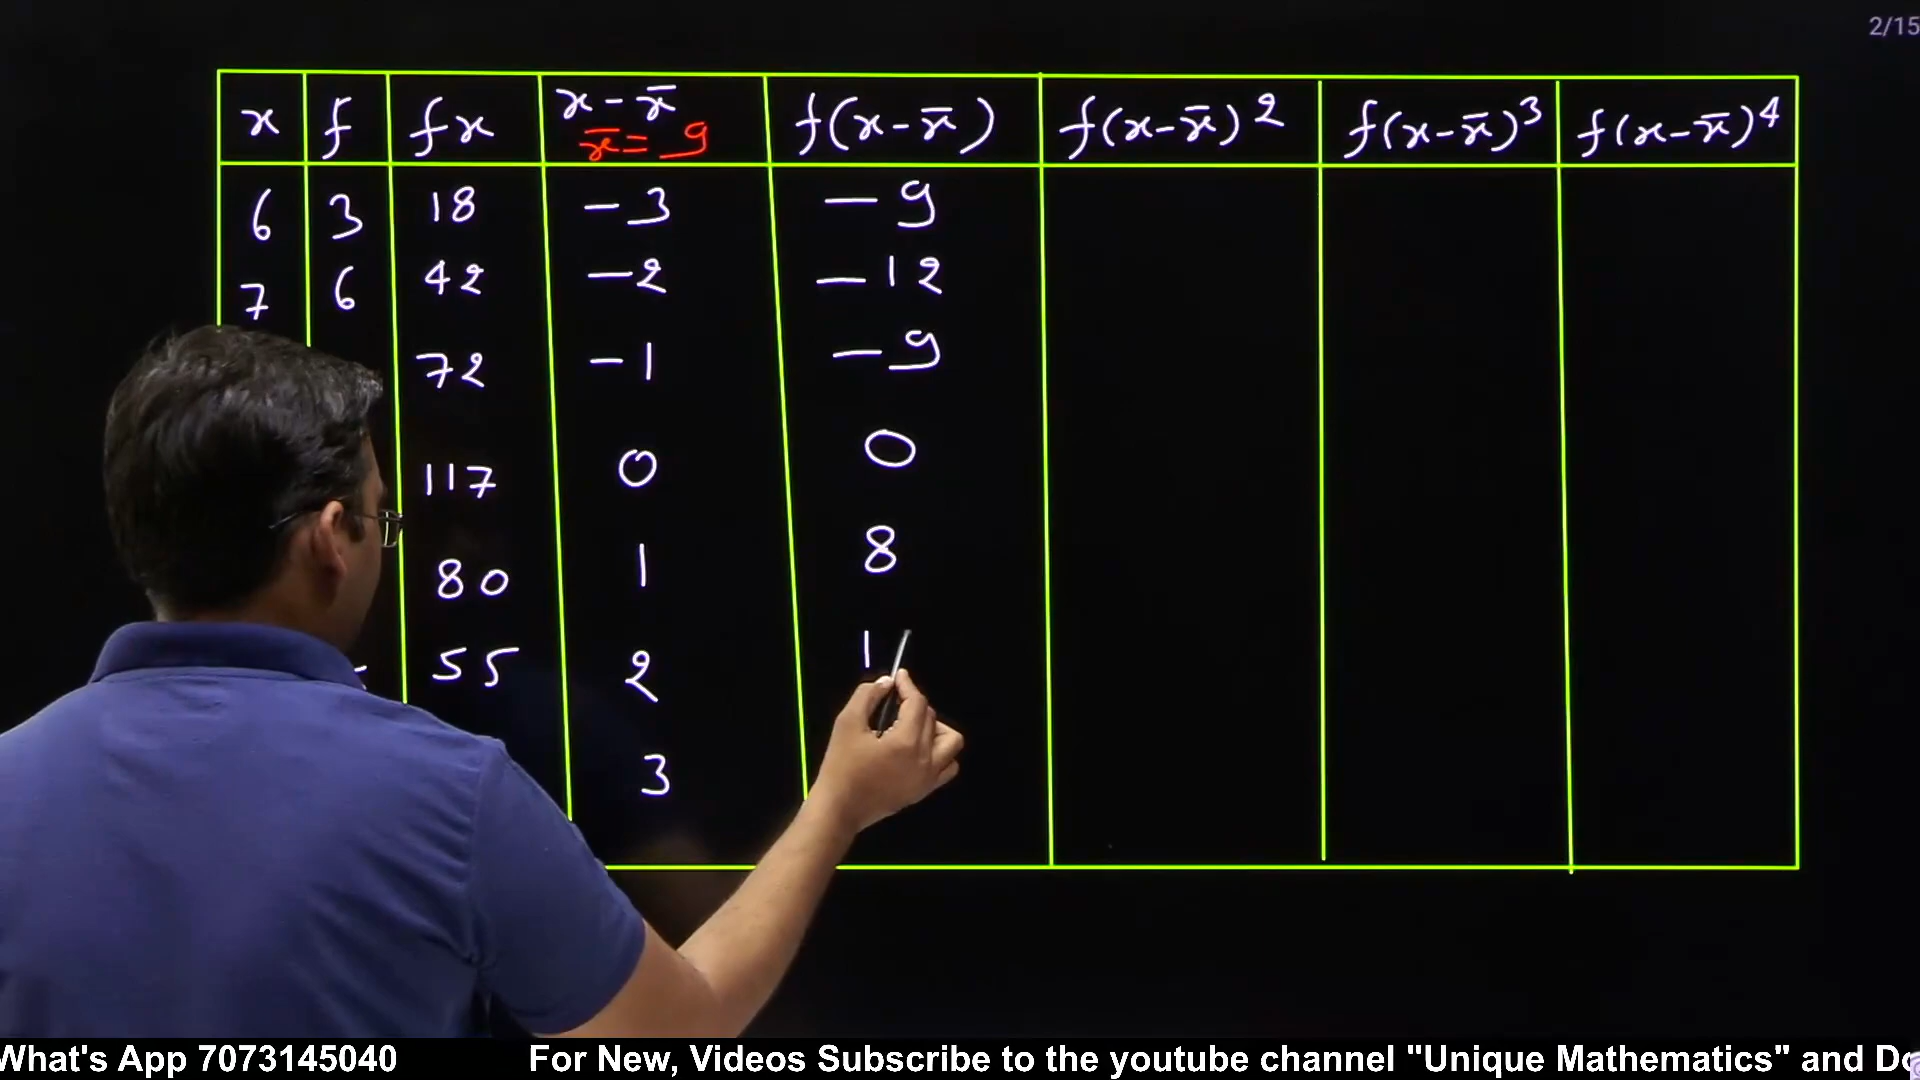 2/15
x f fx x - x̄ f(x-x̄) f(x-x̄)² f(x-x̄)³ f(x-x̄)⁴
x̄ = 9
6 3 18 -3 -9
7 6 42 -2 -12
72 -1 -9
117 0 0
80 1 8
55 2 1
3
What's App 7073145040 For New, Videos Subscribe to the youtube channel "Unique Mathematics" and Do